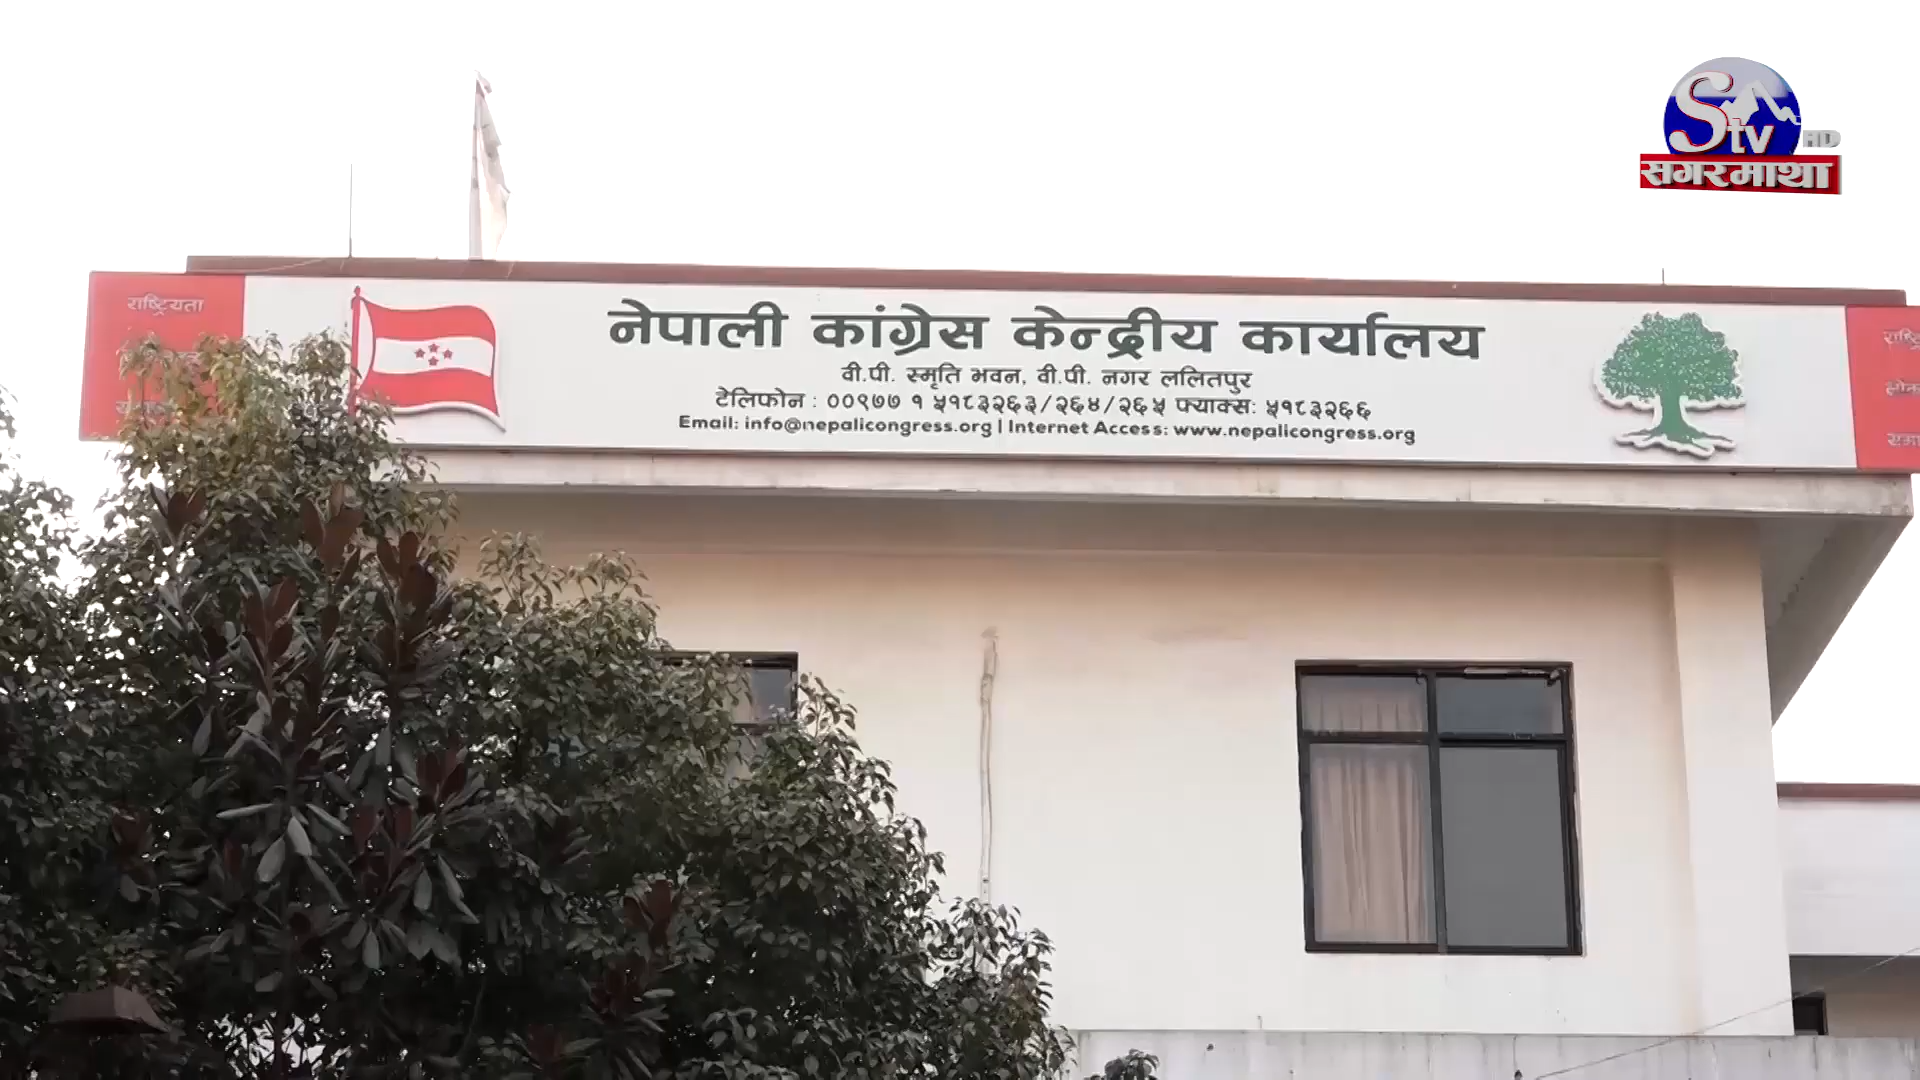 STV HD
सगरमाथा
राष्ट्रियता
नेपाली कांग्रेस केन्द्रीय कार्यालय
वी.पी. स्मृति भवन, वी.पी. नगर ललितपुर
टेलिफोन : ००९७७ १ ५१८३२६३/२६४/२६५ फ्याक्स: ५१८३२६६
Email: info@nepalicongress.org | Internet Access: www.nepalicongress.org